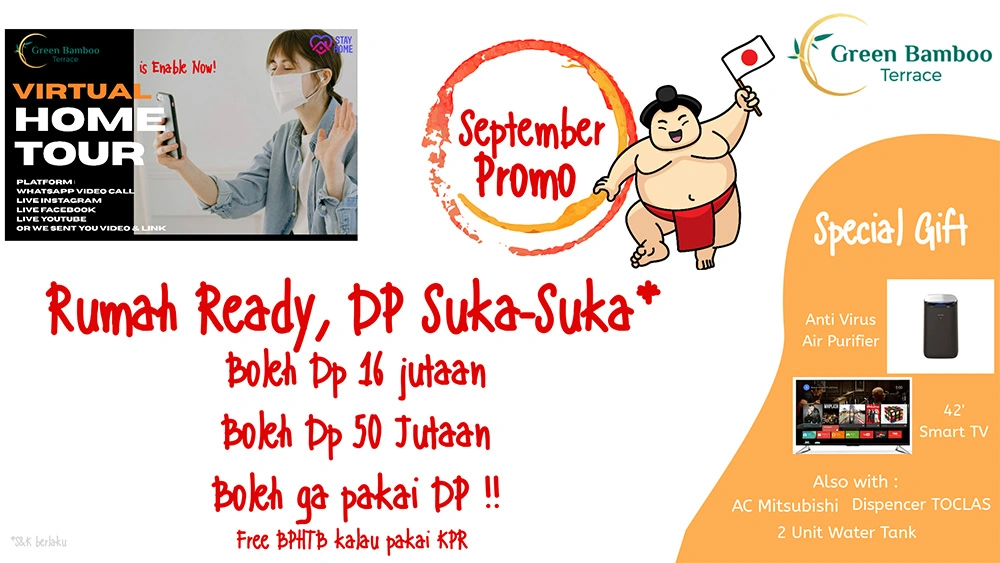 Green Bamboo
Terrace
STAY
HOME
is Enable Now!
VIRTUAL
HOME
TOUR
PLATFORM :
WHATSAPP VIDEO CALL
LIVE INSTAGRAM
LIVE FACEBOOK
LIVE YOUTUBE
OR WE SENT YOU VIDEO & LINK
September
Promo
Green Bamboo
Terrace
Rumah Ready, DP Suka-Suka*
Boleh Dp 16 jutaan
Boleh Dp 50 Jutaan
Boleh ga pakai DP !!
Free BPHTB kalau pakai KPR
*S&K berlaku
Special Gift
Anti Virus
Air Purifier
42'
Smart TV
Also with :
AC Mitsubishi Dispencer TOCLAS
2 Unit Water Tank